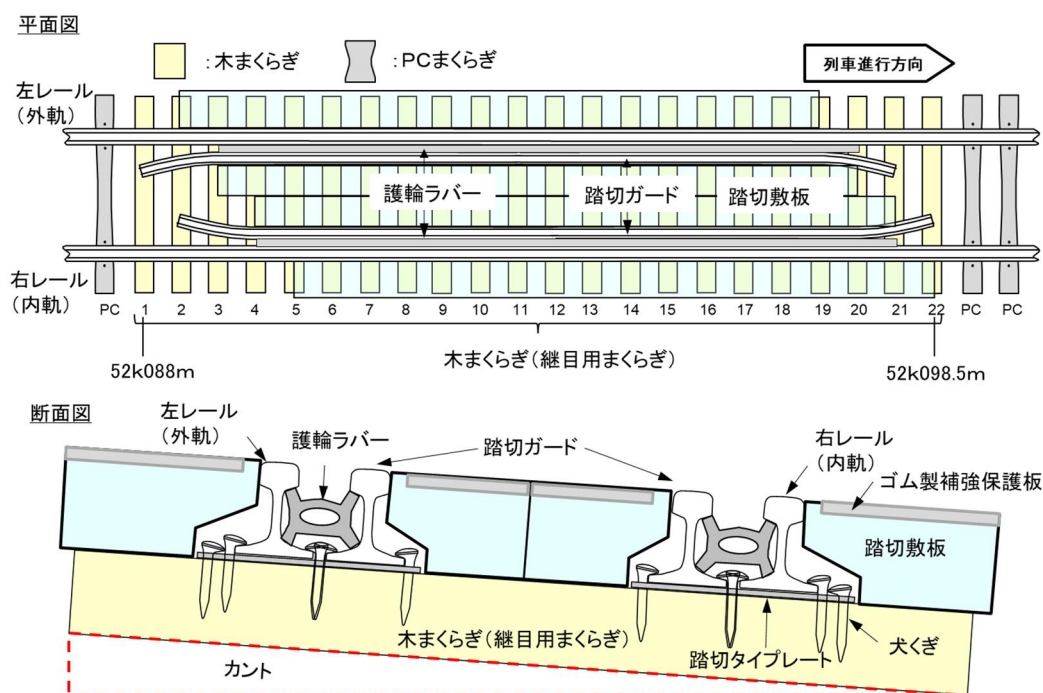 平面図
:木まくらぎ
:PCまくらぎ
列車進行方向
左レール
(外軌)
護輪ラバー
踏切ガード
踏切敷板
右レール
(内軌)
PC 1 2 3 4 5 6 7 8 9 10 11 12 13 14 15 16 17 18 19 20 21 22 PC PC
木まくらぎ(継目用まくらぎ)
52k088m
52k098.5m
断面図
左レール
(外軌)
護輪ラバー
踏切ガード
右レール
(内軌)
ゴム製補強保護板
踏切敷板
木まくらぎ(継目用まくらぎ)
踏切タイプレート
犬くぎ
カント